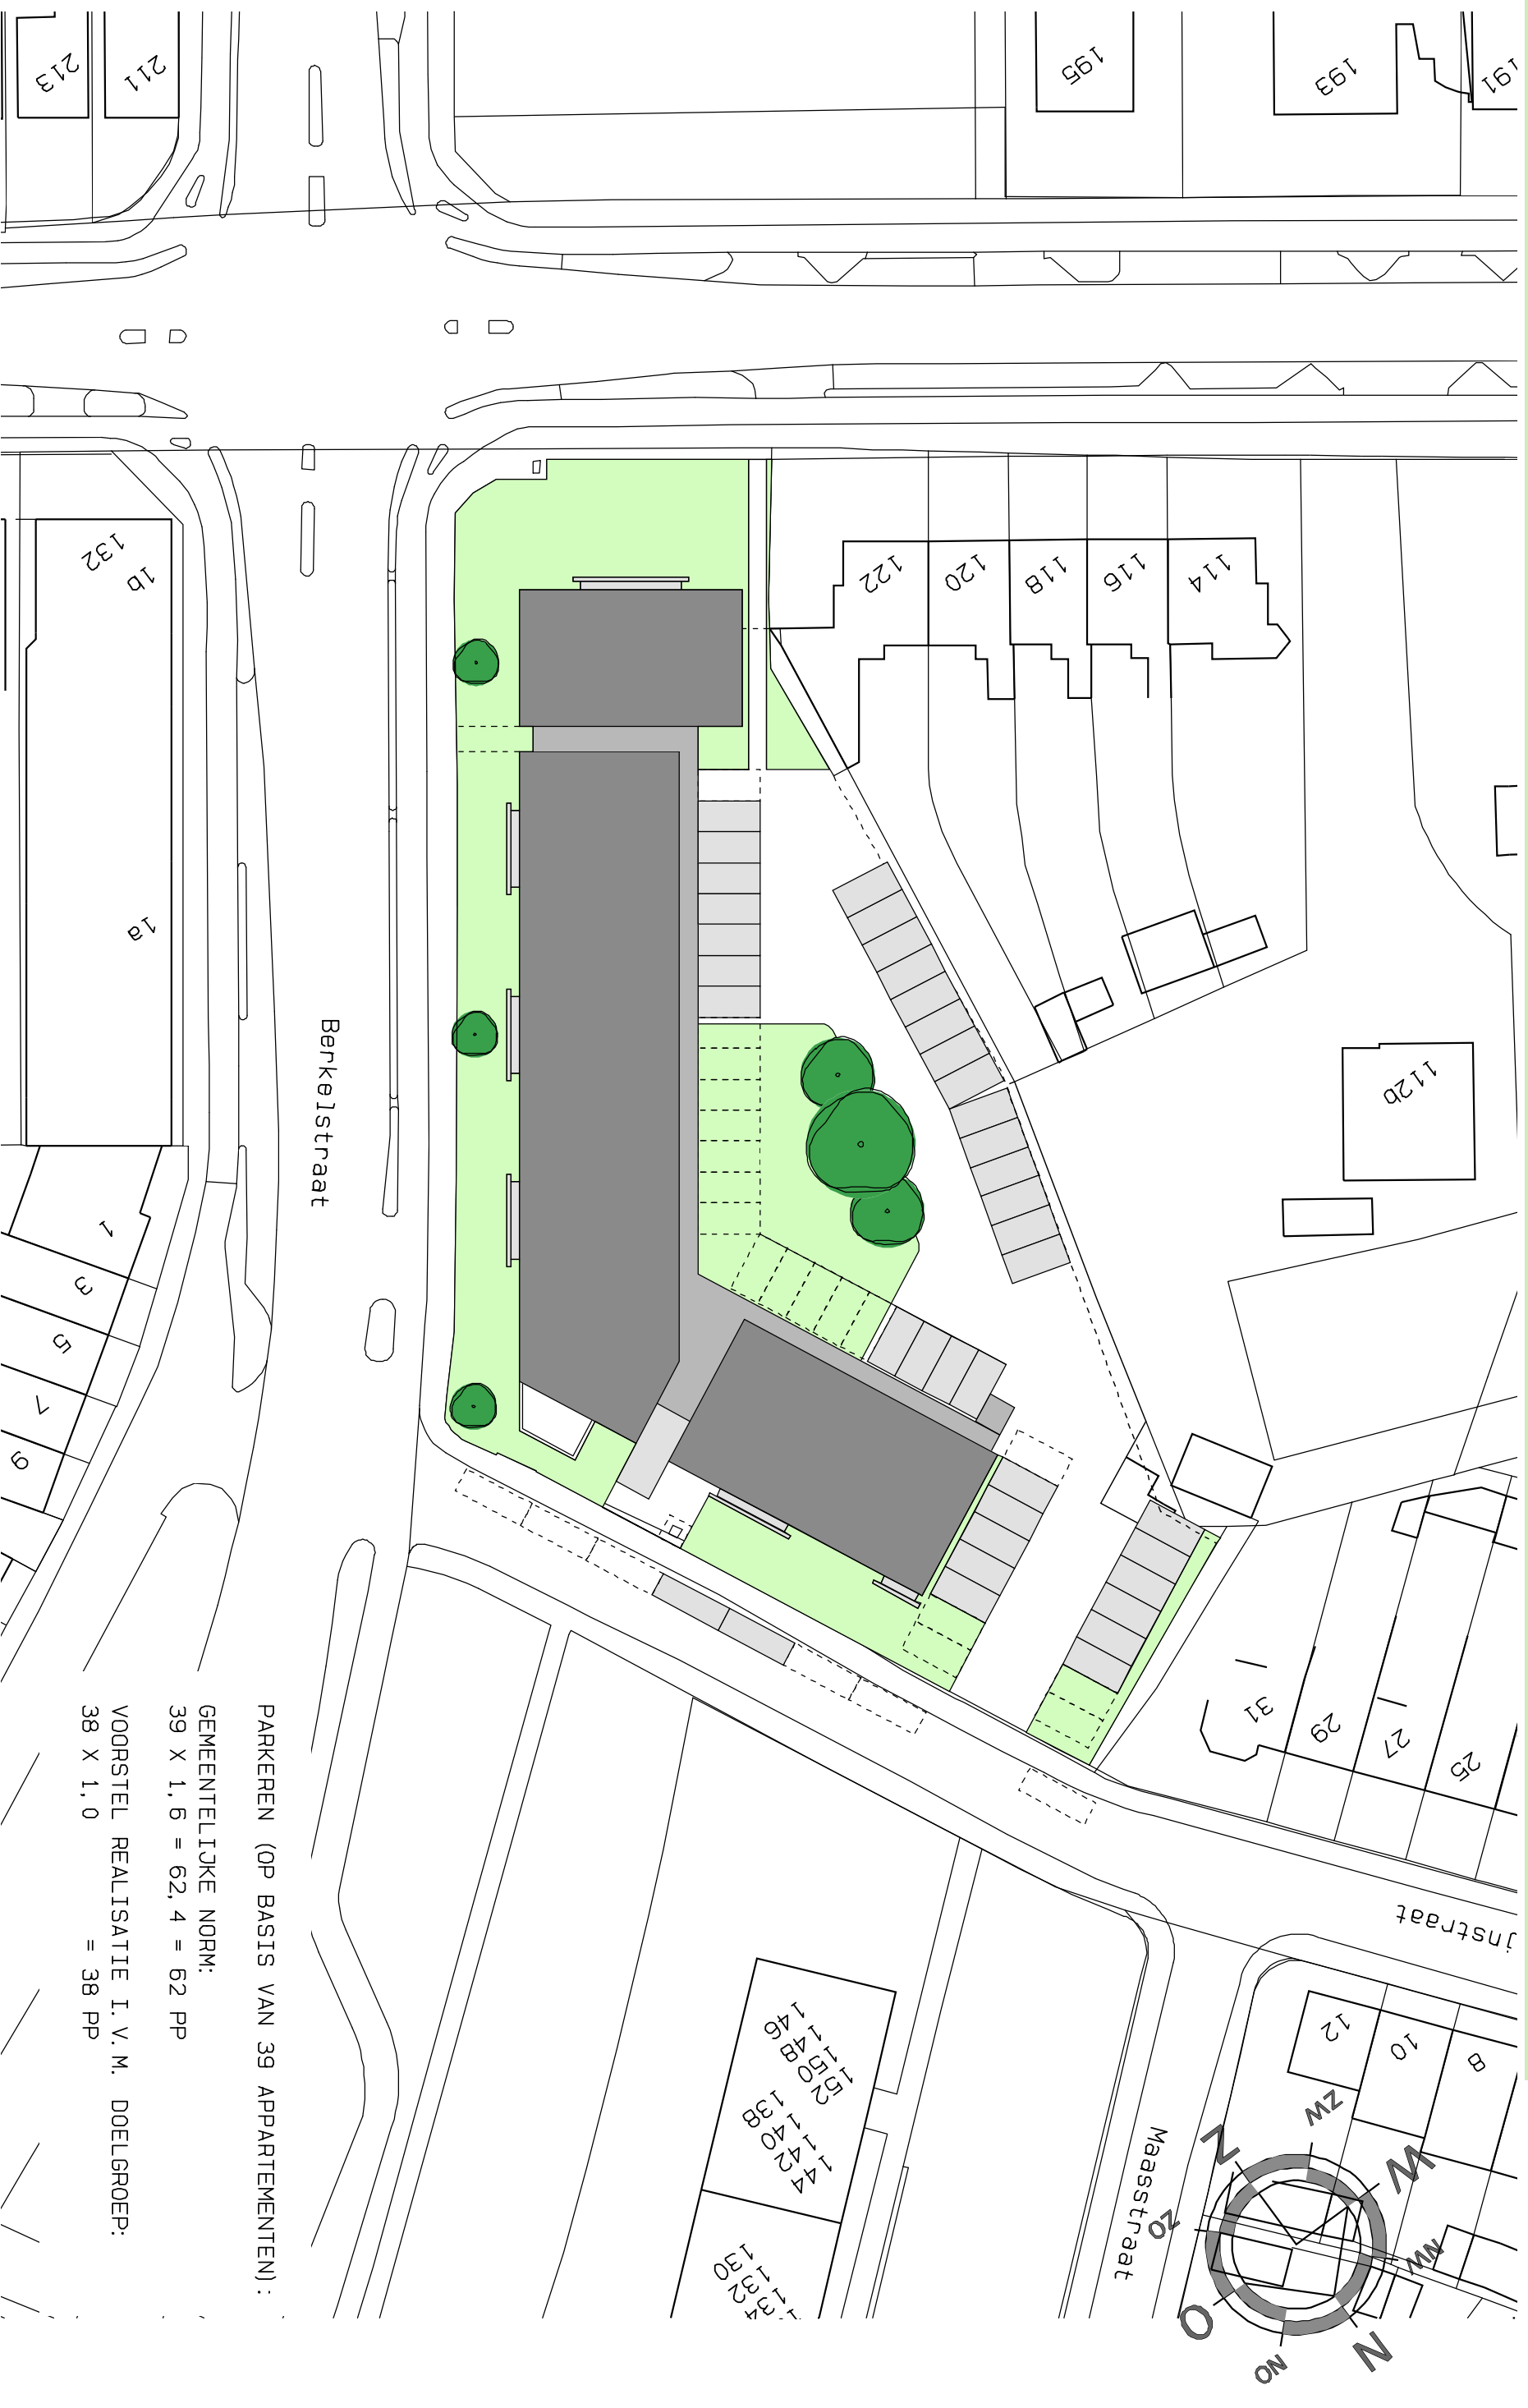 213
211
195
193
191
132
1b
122
120
118
116
114
1a
112b
Berkelstraat
1
3
5
7
9
31
29
27
25
PARKEREN (OP BASIS VAN 39 APPARTEMENTEN):
GEMEENTELIJKE NORM:
39 X 1,6 = 62,4 = 62 PP
VOORSTEL REALISATIE I.V.M. DOELGROEP:
38 X 1,0 = 38 PP
jnstraat
12
10
8
146
148
150
152
138
140
142
144
130
132
134
Maasstraat
ZW
Z
W
ZO
NW
O
N
NO